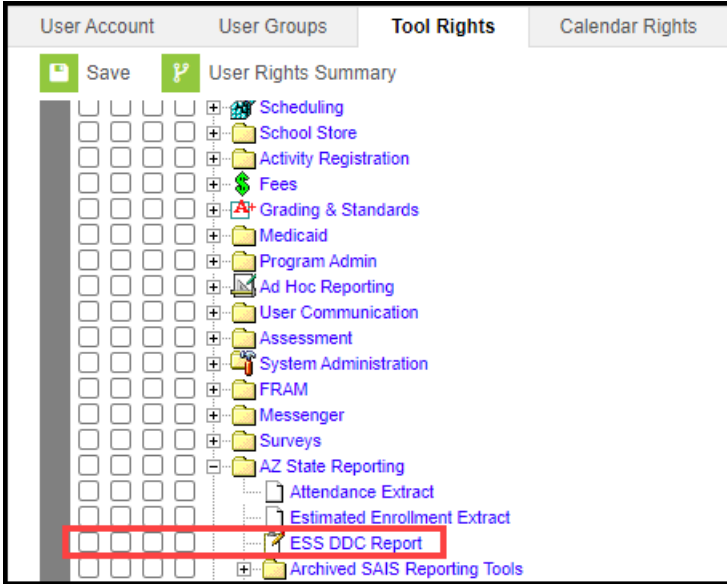 User Account User Groups Tool Rights Calendar Rights
Save User Rights Summary
Scheduling
School Store
Activity Registration
Fees
Grading & Standards
Medicaid
Program Admin
Ad Hoc Reporting
User Communication
Assessment
System Administration
FRAM
Messenger
Surveys
AZ State Reporting
Attendance Extract
Estimated Enrollment Extract
ESS DDC Report
Archived SAIS Reporting Tools